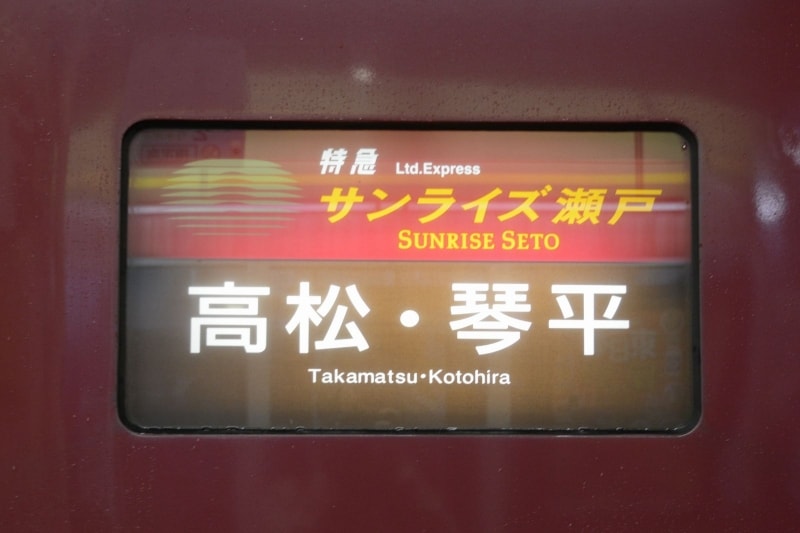 特急 Ltd.Express
サンライズ瀬戸
SUNRISE SETO
高松・琴平
Takamatsu・Kotohira